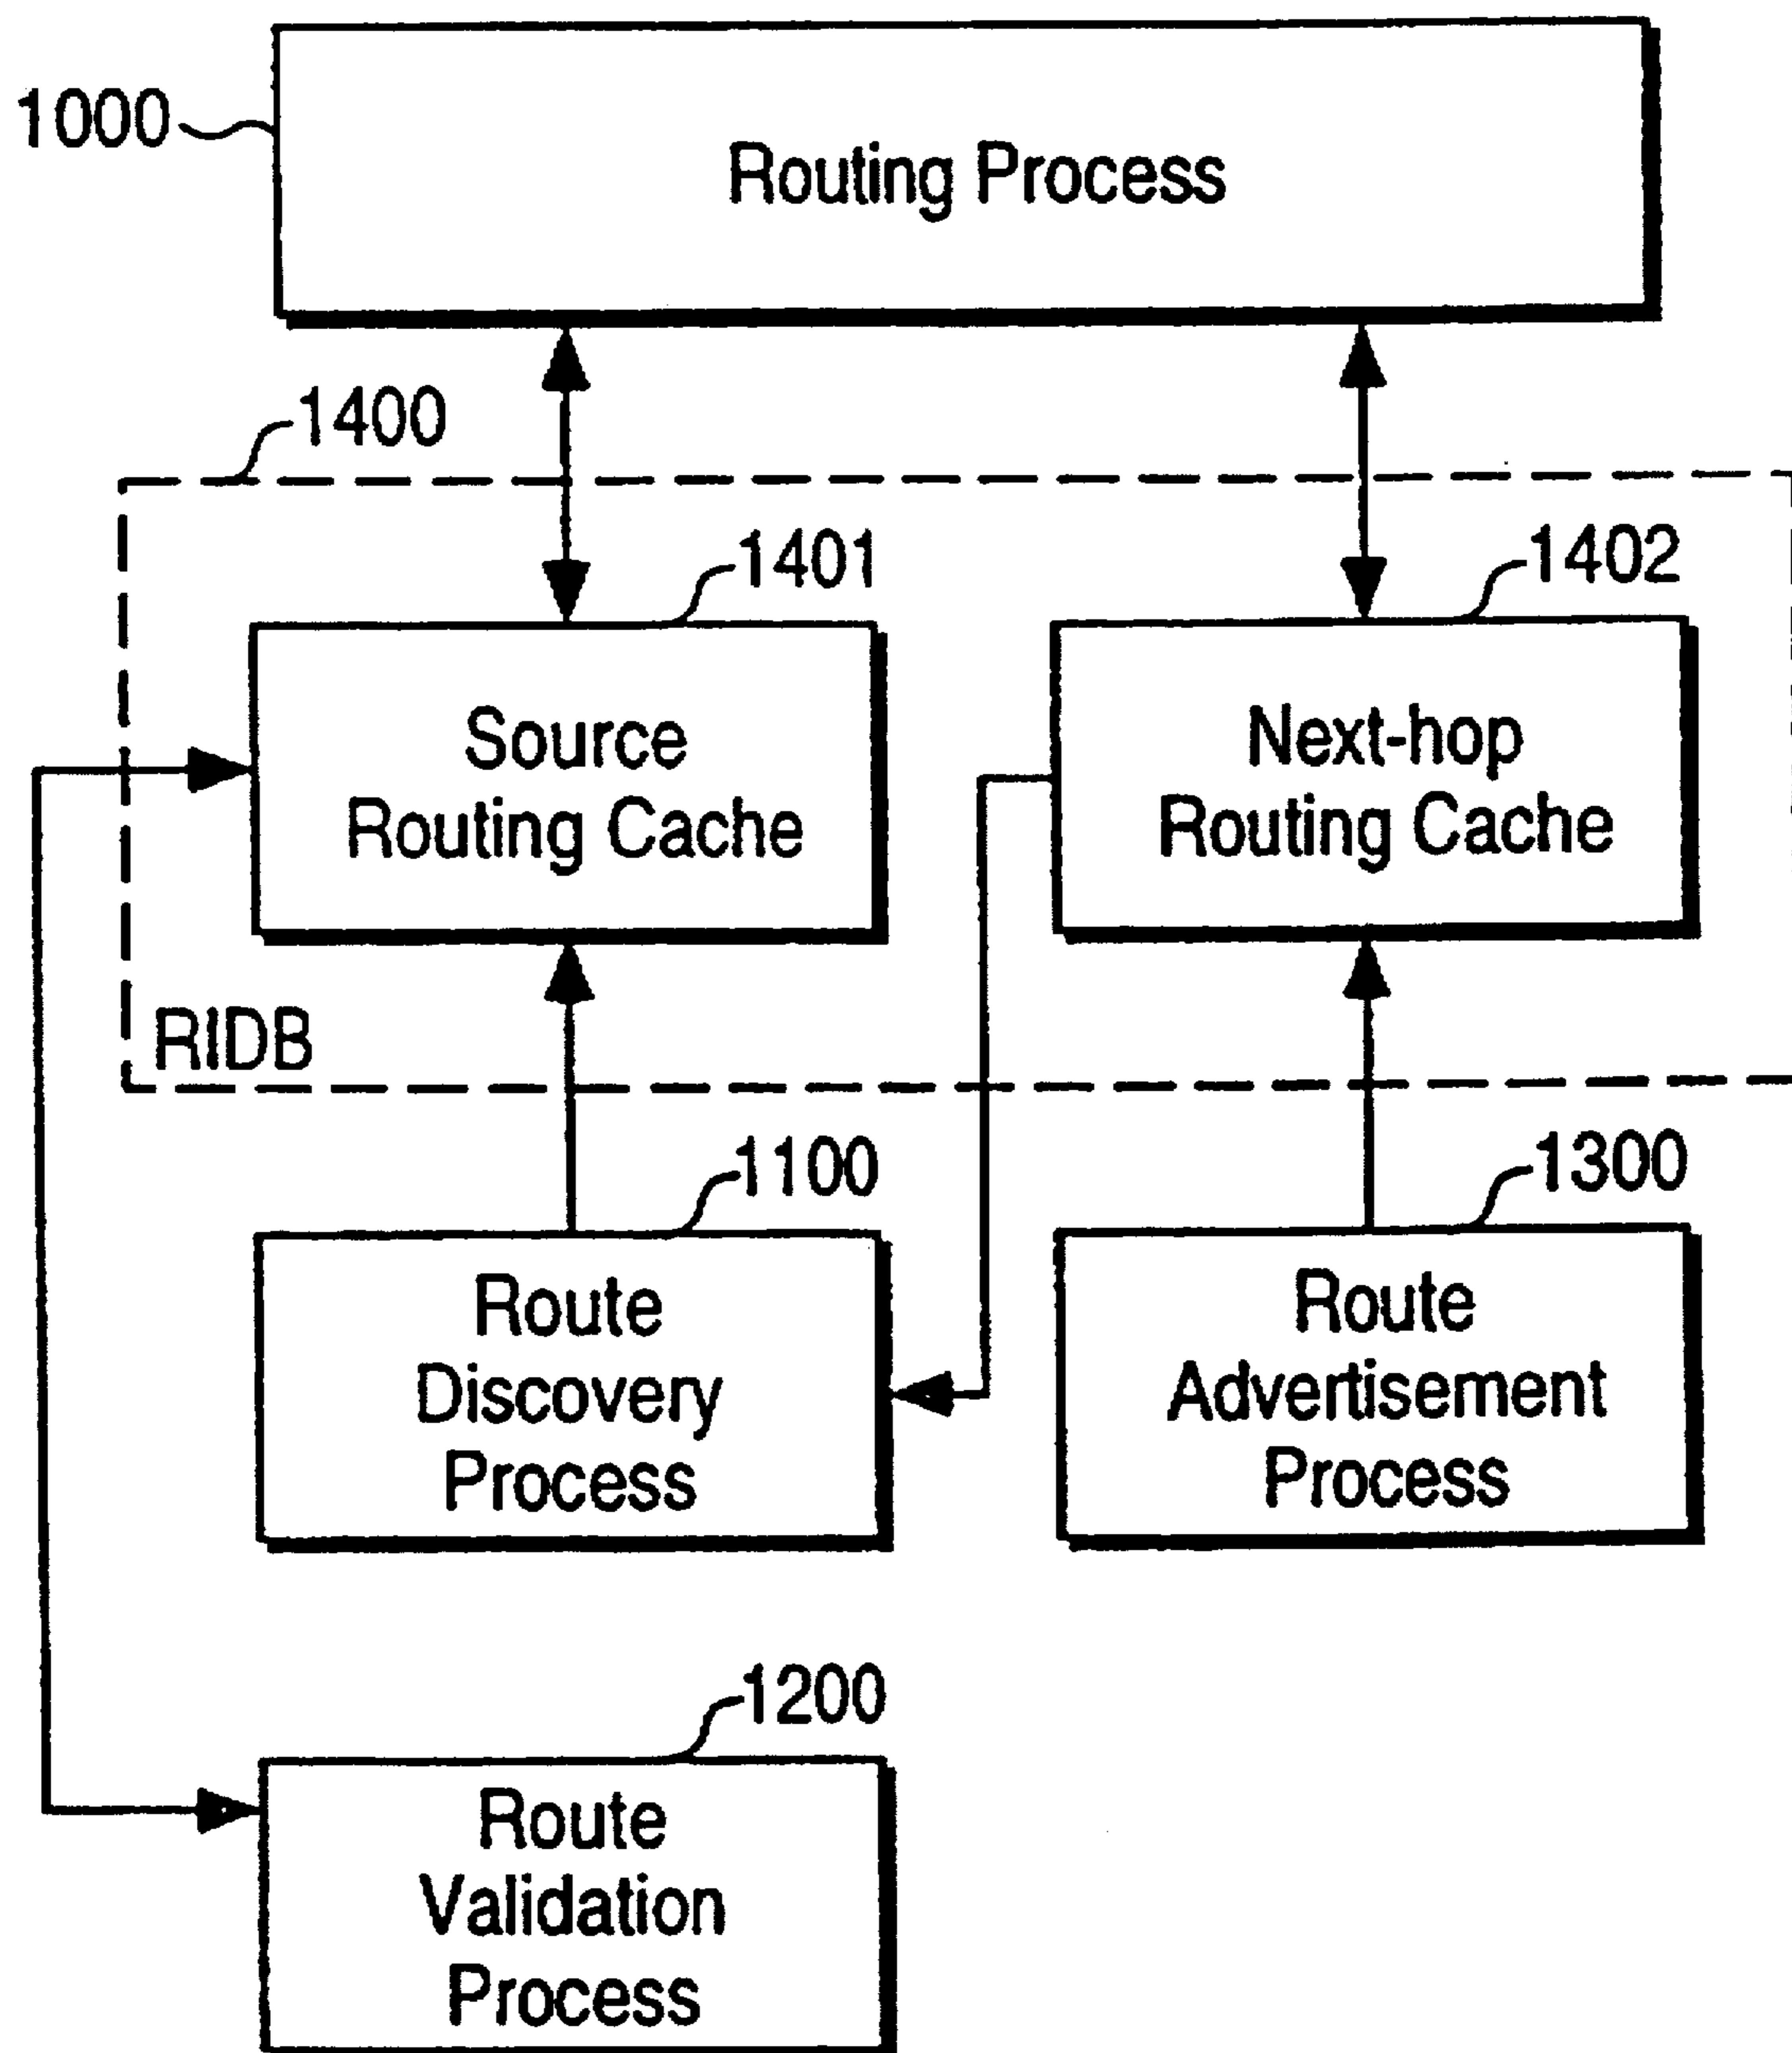 1000
Routing Process
1400
1401
1402
Source
Routing Cache
Next-hop
Routing Cache
RIDB
1100
1300
Route
Discovery
Process
Route
Advertisement
Process
1200
Route
Validation
Process